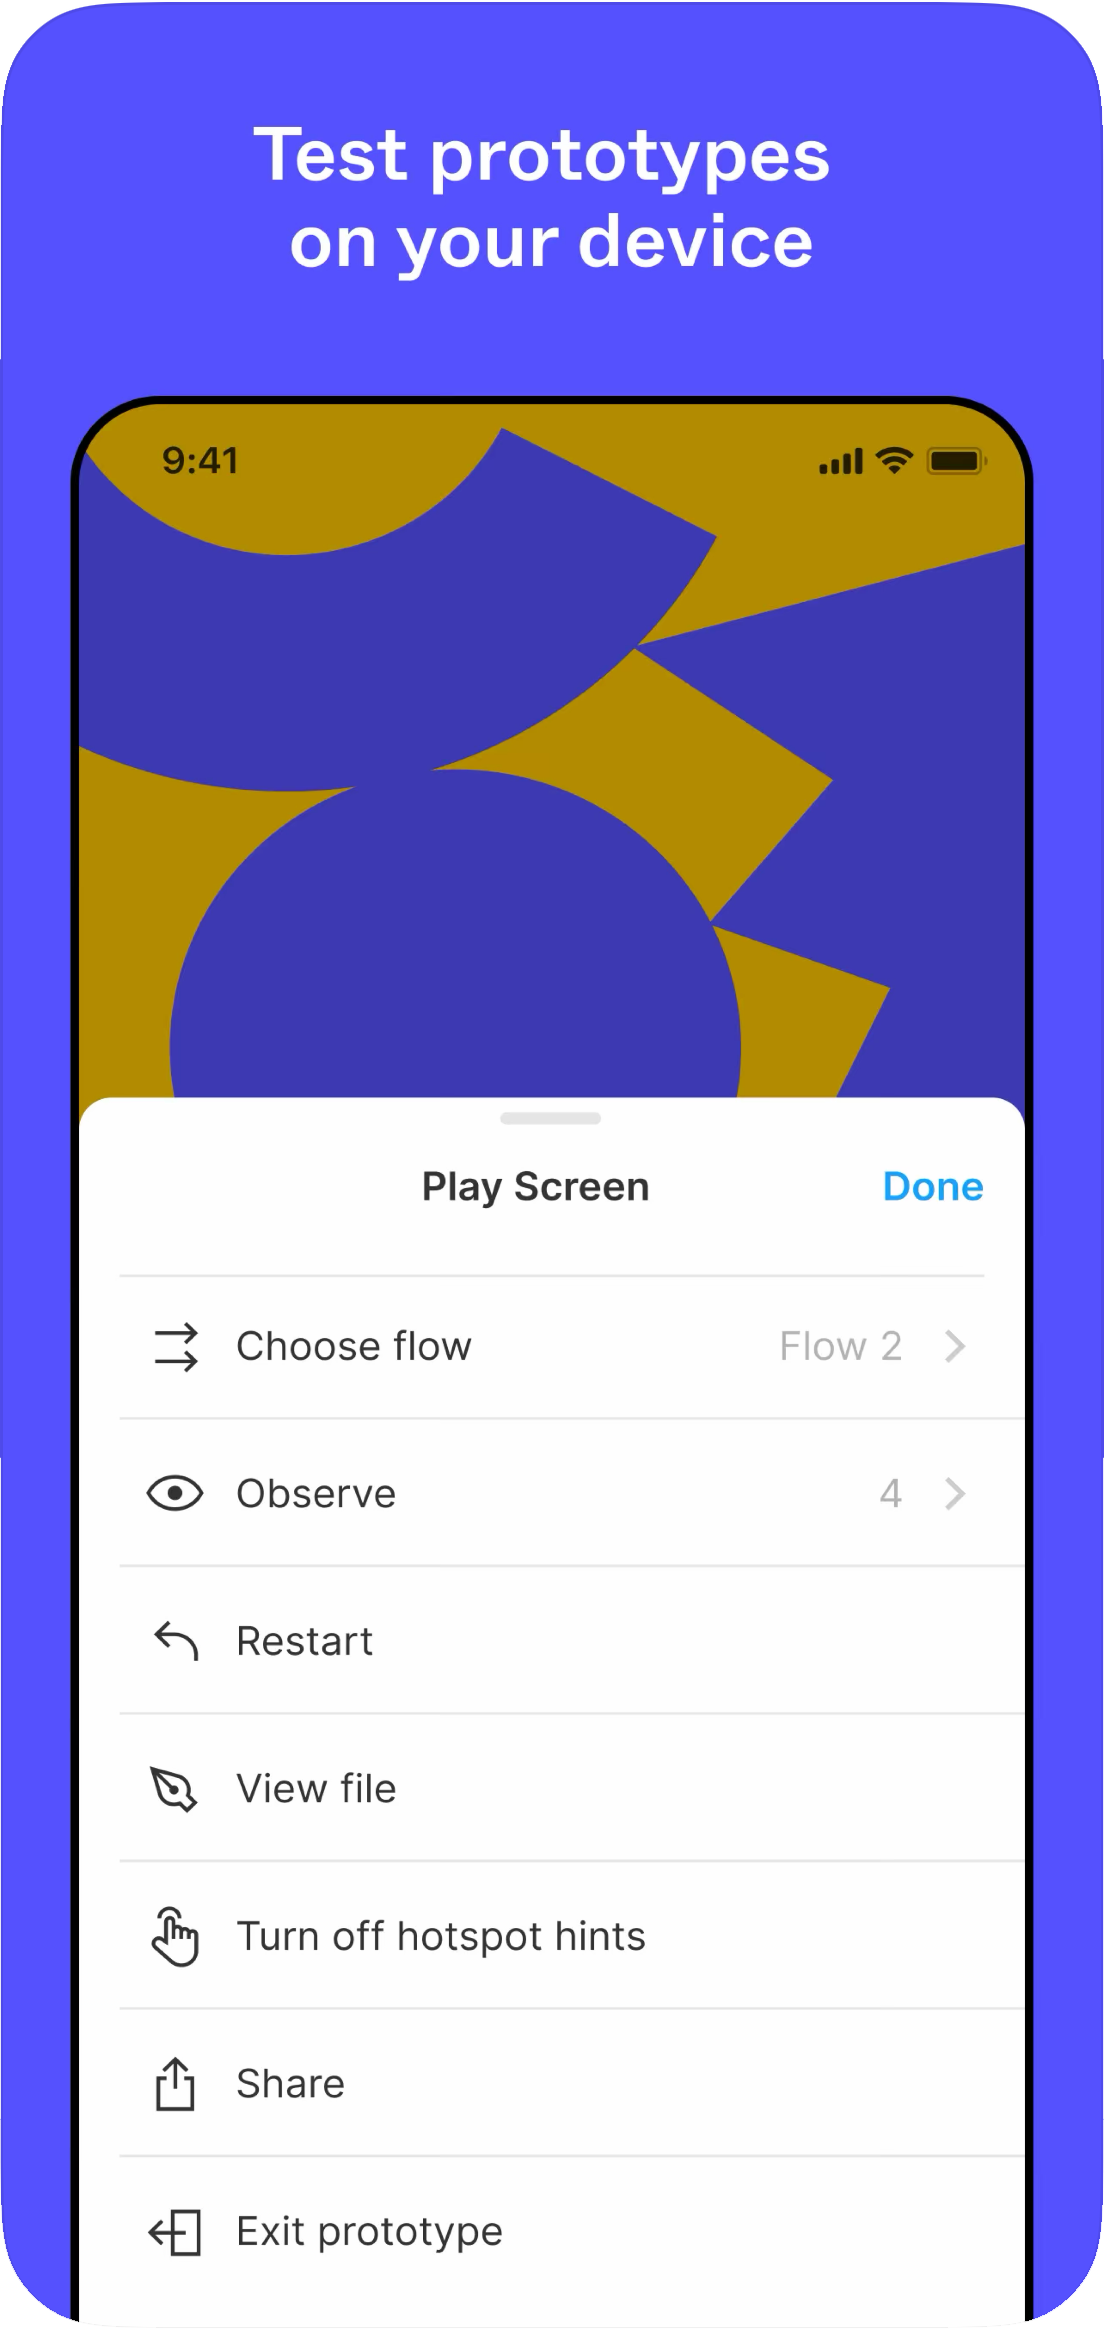 Test prototypes
on your device
9:41
Play Screen
Done
Choose flow
Flow 2
Observe
4
Restart
View file
Turn off hotspot hints
Share
Exit prototype